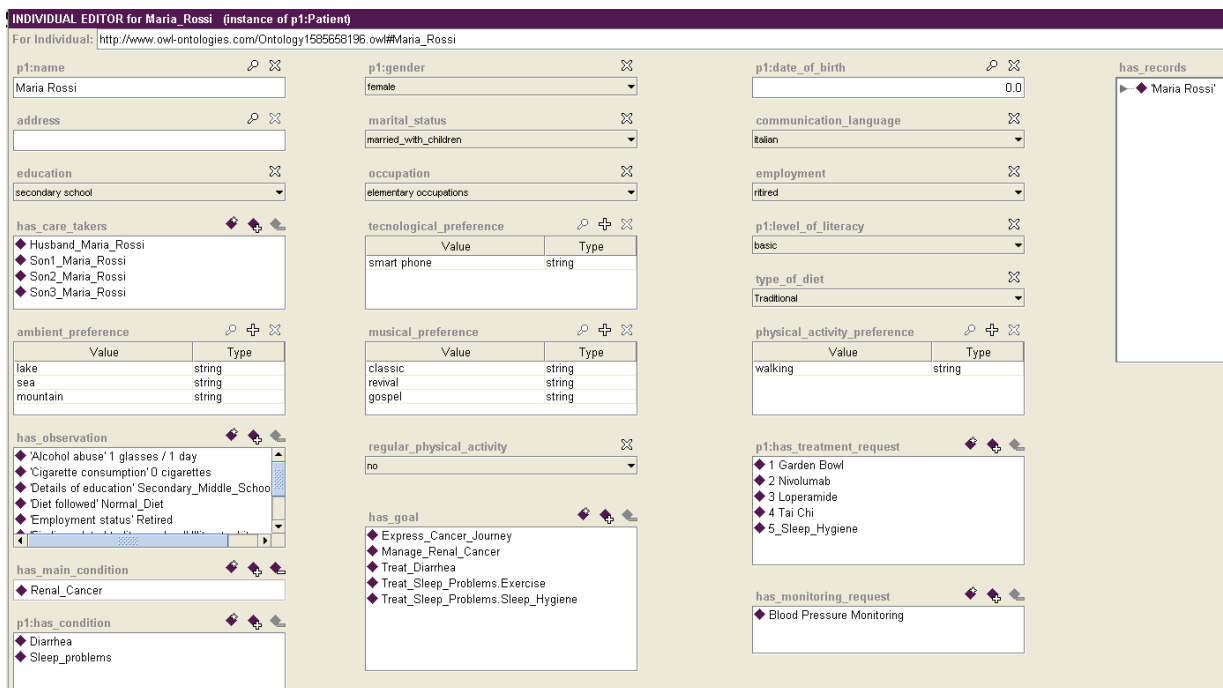 INDIVIDUAL EDITOR for Maria_Rossi (instance of p1:Patient)
For Individual: http://www.owl-ontologies.com/Ontology1585658196.owl#Maria_Rossi
p1:name
Maria Rossi
address
education
secondary school
has_care_takers
Husband_Maria_Rossi
Son1_Maria_Rossi
Son2_Maria_Rossi
Son3_Maria_Rossi
ambient_preference
Value Type
lake string
sea string
mountain string
has_observation
'Alcohol abuse' 1 glasses / 1 day
'Cigarette consumption' 0 cigarettes
'Details of education' Secondary_Middle_Schoo
'Diet followed' Normal_Diet
'Employment status' Retired
has_main_condition
Renal_Cancer
p1:has_condition
Diarrhea
Sleep_problems
p1:gender
female
marital_status
married_with_children
occupation
elementary occupations
tecnological_preference
Value Type
smart phone string
musical_preference
Value Type
classic string
revival string
gospel string
regular_physical_activity
no
has_goal
Express_Cancer_Journey
Manage_Renal_Cancer
Treat_Diarrhea
Treat_Sleep_Problems.Exercise
Treat_Sleep_Problems.Sleep_Hygiene
p1:date_of_birth
0.0
communication_language
italian
employment
ritired
p1:level_of_literacy
basic
type_of_diet
Traditional
physical_activity_preference
Value Type
walking string
p1:has_treatment_request
1 Garden Bowl
2 Nivolumab
3 Loperamide
4 Tai Chi
5_Sleep_Hygiene
has_monitoring_request
Blood Pressure Monitoring
has_records
'Maria Rossi'